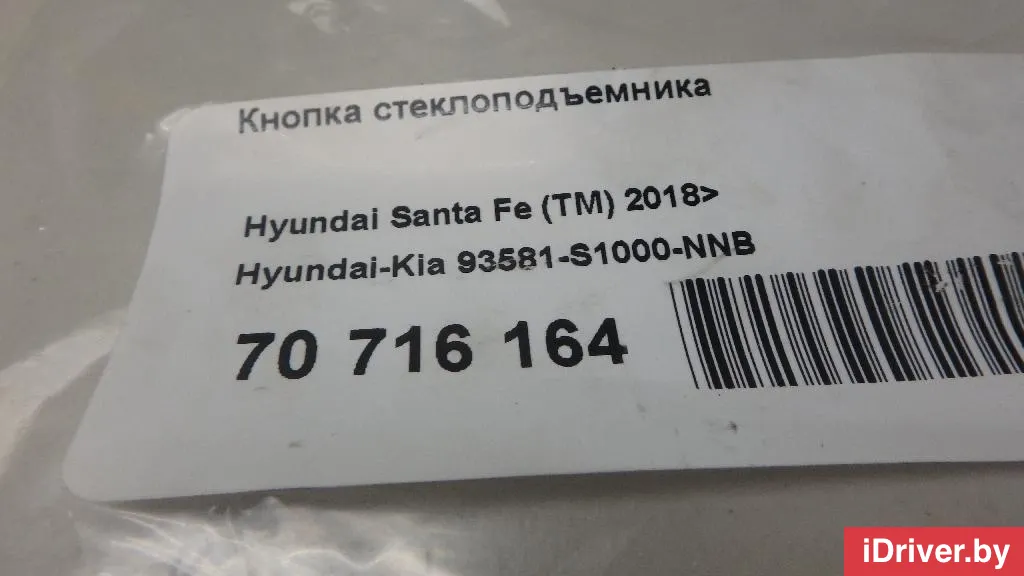 Кнопка стеклоподъемника
Hyundai Santa Fe (TM) 2018>
Hyundai-Kia 93581-S1000-NNB
70 716 164
iDriver.by